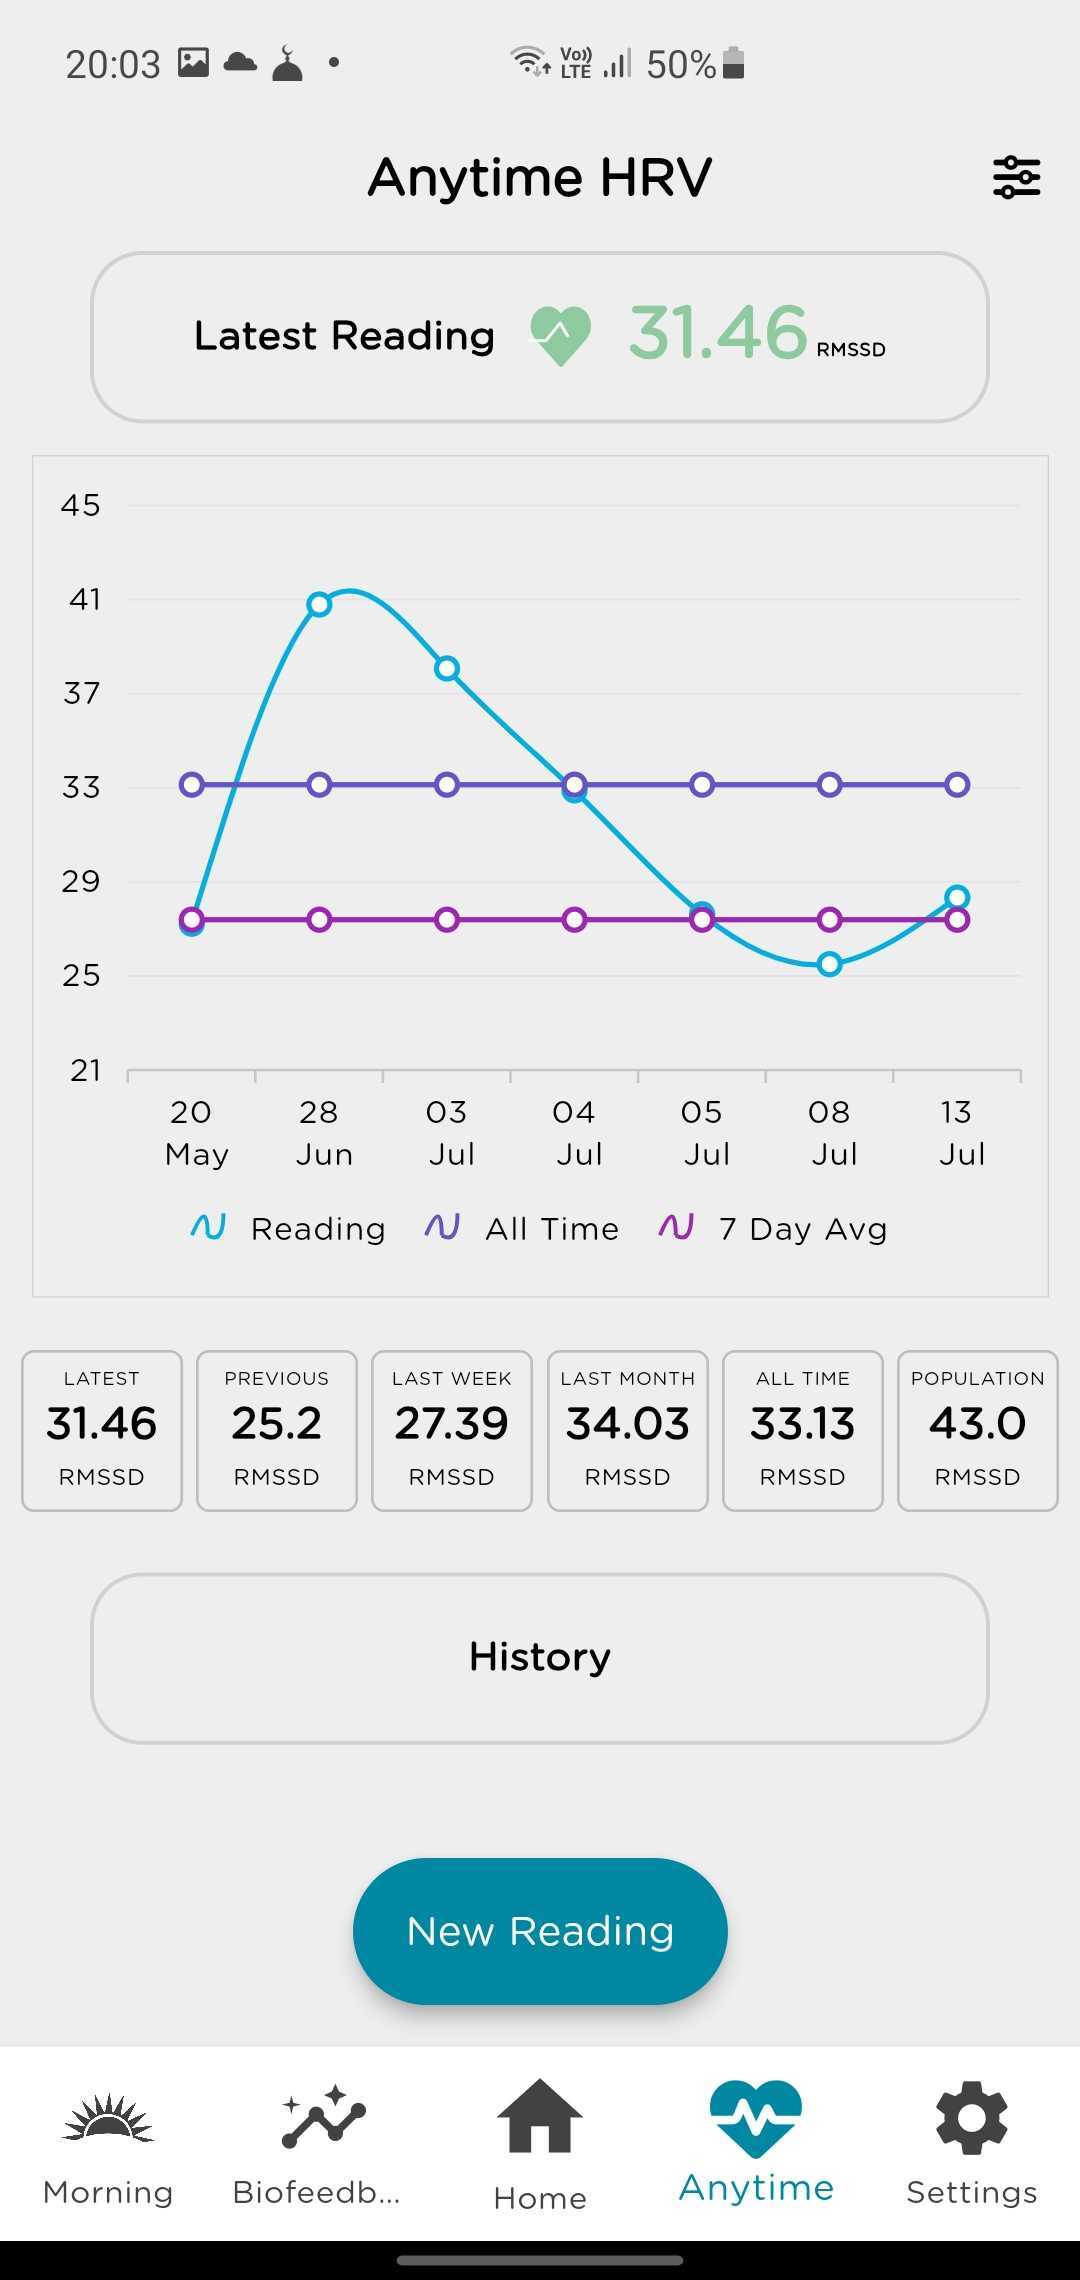 20:03 Vo)) LTE 50%
Anytime HRV
Latest Reading 31.46 RMSSD
45
41
37
33
29
25
21
20 May
28 Jun
03 Jul
04 Jul
05 Jul
08 Jul
13 Jul
Reading All Time 7 Day Avg
LATEST
31.46
RMSSD
PREVIOUS
25.2
RMSSD
LAST WEEK
27.39
RMSSD
LAST MONTH
34.03
RMSSD
ALL TIME
33.13
RMSSD
POPULATION
43.0
RMSSD
History
New Reading
Morning Biofeedb... Home Anytime Settings